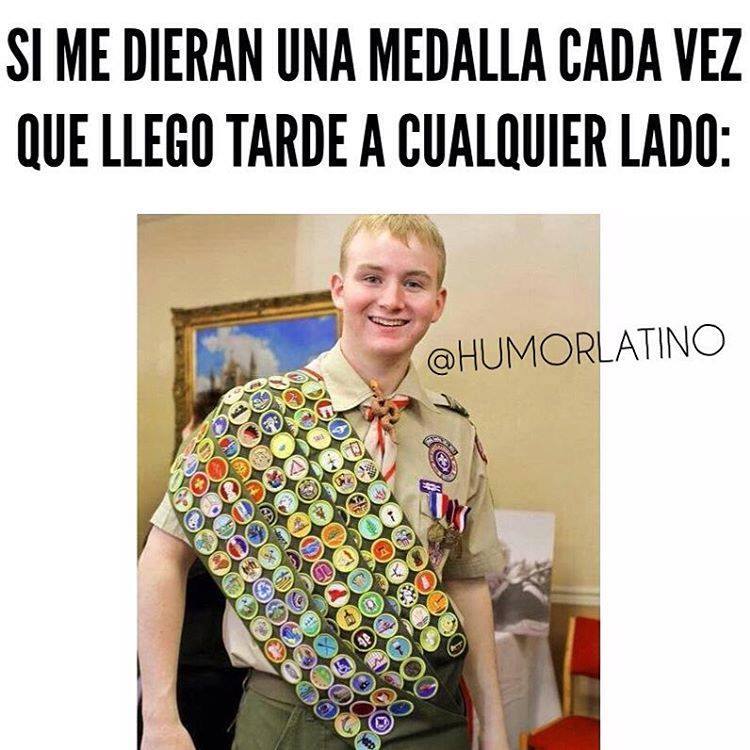 SI ME DIERAN UNA MEDALLA CADA VEZ
QUE LLEGO TARDE A CUALQUIER LADO:
@HUMORLATINO